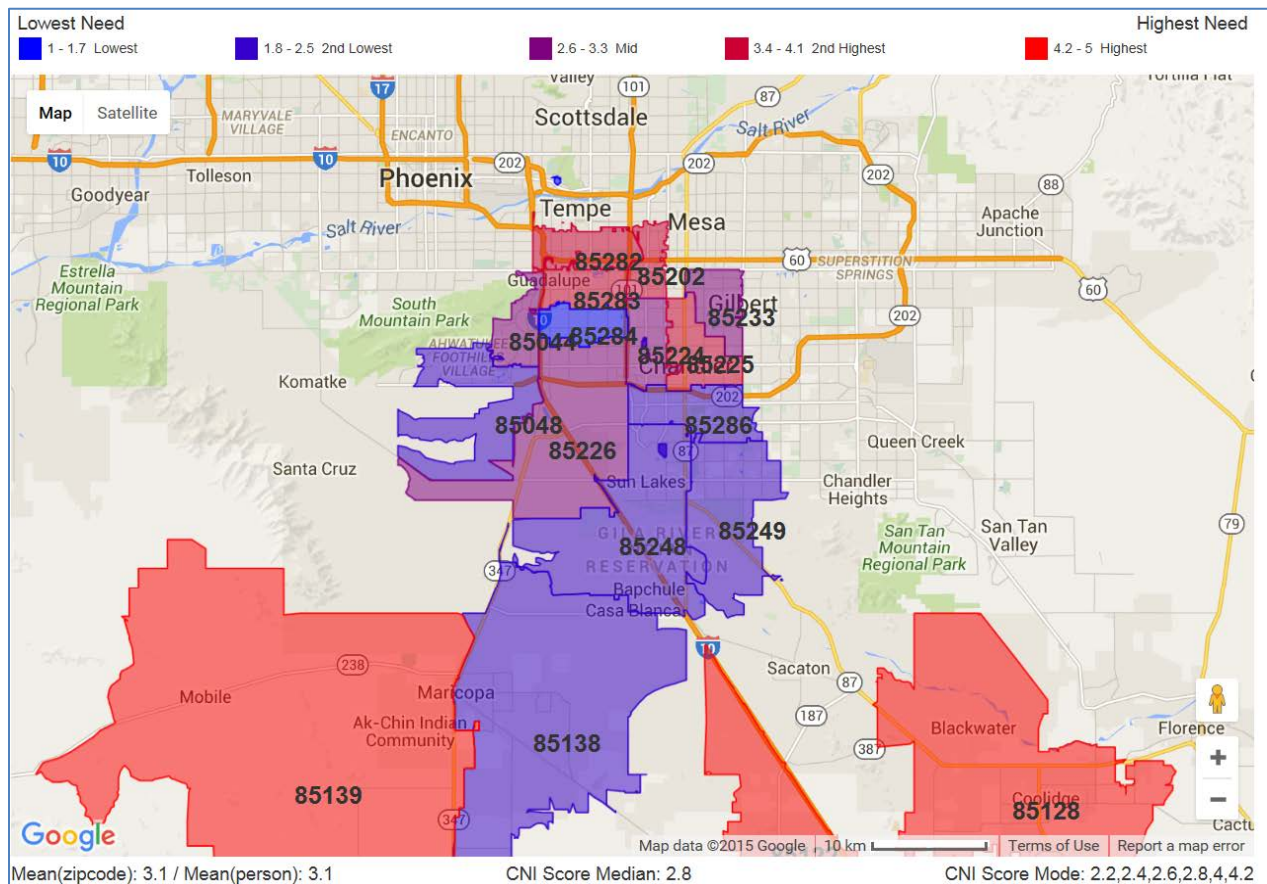 Lowest Need
Highest Need
1 - 1.7 Lowest
1.8 - 2.5 2nd Lowest
2.6 - 3.3 Mid
3.4 - 4.1 2nd Highest
4.2 - 5 Highest
Map
Satellite
Valley
Tortilla Flat
17
101
87
MARYVALE
VILLAGE
ENCANTO
Scottsdale
Salt River
10
10
202
202
202
Goodyear
Tolleson
Phoenix
88
Tempe
Mesa
Apache
Junction
Salt River
85282
60
SUPERSTITION
SPRINGS
Estrella
Mountain
Regional Park
Guadalupe
85202
60
South
Mountain Park
85283
101
Gilbert
85233
202
10
85284
85044
AHWATUKEE
FOOTHILLS
VILLAGE
85224
Chandler
85225
Komatke
202
85048
85286
85226
87
Queen Creek
Santa Cruz
Sun Lakes
Chandler
Heights
85249
GILA RIVER
RESERVATION
85248
San Tan
Valley
79
San Tan
Mountain
Regional Park
347
Bapchule
Casa Blanca
10
238
Sacaton
87
Mobile
Maricopa
187
Blackwater
Florence
Ak-Chin Indian
Community
85138
387
85139
Coolidge
85128
347
Google
Map data ©2015 Google
10 km
Terms of Use
Report a map error
Mean(zipcode): 3.1 / Mean(person): 3.1
CNI Score Median: 2.8
CNI Score Mode: 2.2,2.4,2.6,2.8,4,4.2